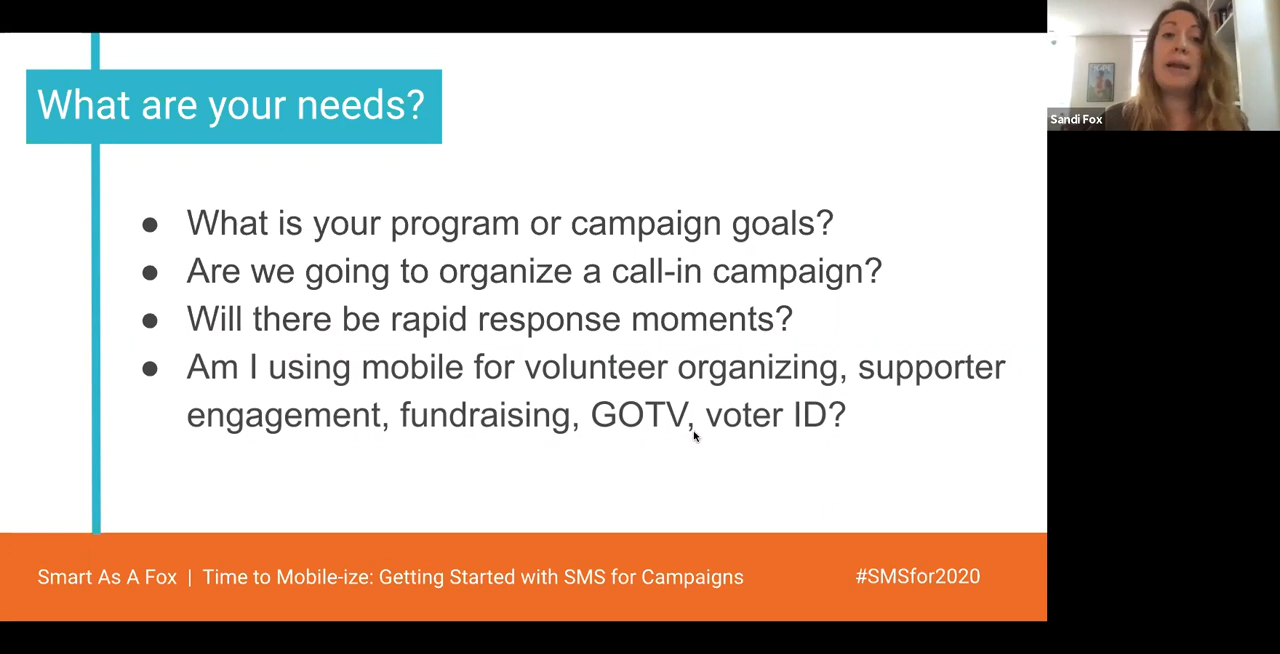 What are your needs?
Sandi Fox
● What is your program or campaign goals?
● Are we going to organize a call-in campaign?
● Will there be rapid response moments?
● Am I using mobile for volunteer organizing, supporter
engagement, fundraising, GOTV, voter ID?
Smart As A Fox | Time to Mobile-ize: Getting Started with SMS for Campaigns
#SMSfor2020